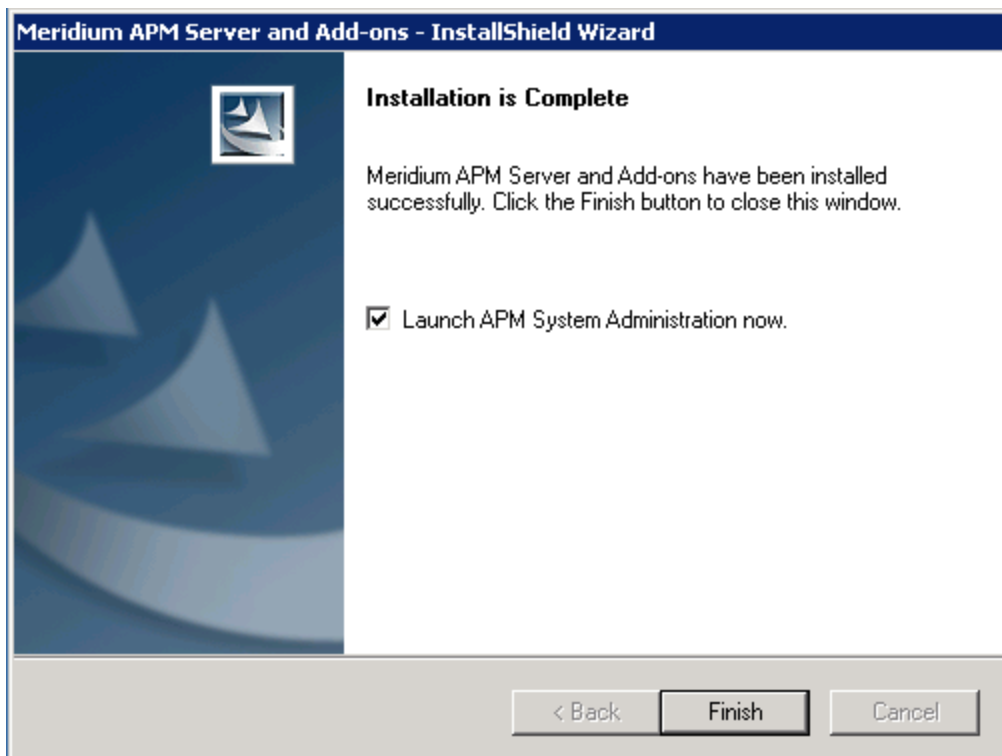 Meridium APM Server and Add-ons - InstallShield Wizard
Installation is Complete
Meridium APM Server and Add-ons have been installed
successfully. Click the Finish button to close this window.
Launch APM System Administration now.
< Back Finish Cancel